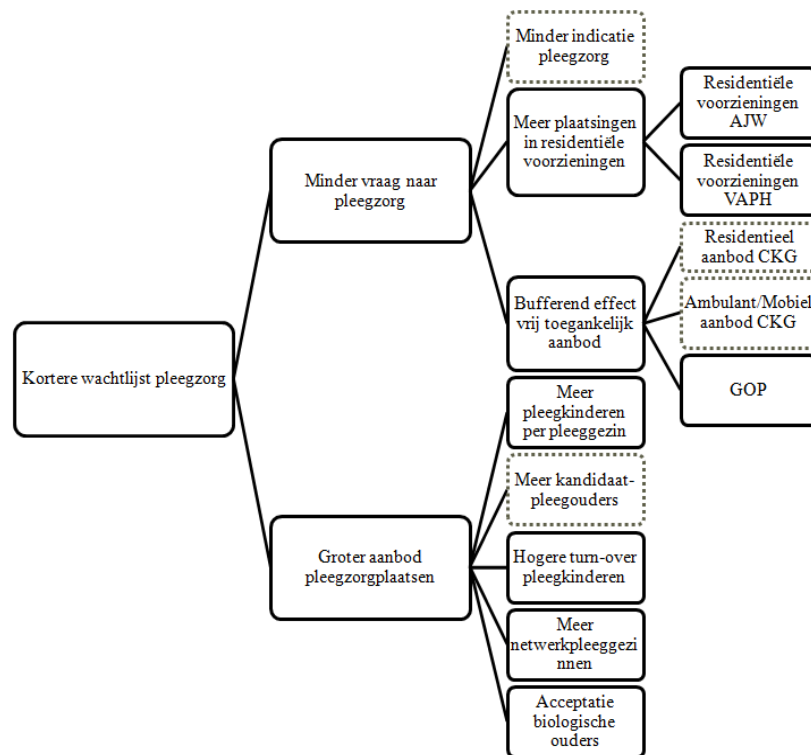 Minder indicatie
pleegzorg
Residentiële
voorzieningen
AJW
Meer plaatsingen
in residentiële
voorzieningen
Minder vraag naar
pleegzorg
Residentiële
voorzieningen
VAPH
Residentieel
aanbod CKG
Bufferend effect
vrij toegankelijk
aanbod
Ambulant/Mobiel
aanbod CKG
GOP
Kortere wachtlijst pleegzorg
Meer
pleegkinderen
per pleeggezin
Meer kandidaat-
pleegouders
Groter aanbod
pleegzorgplaatsen
Hogere turn-over
pleegkinderen
Meer
netwerkpleeggezi
nnen
Acceptatie
biologische
ouders